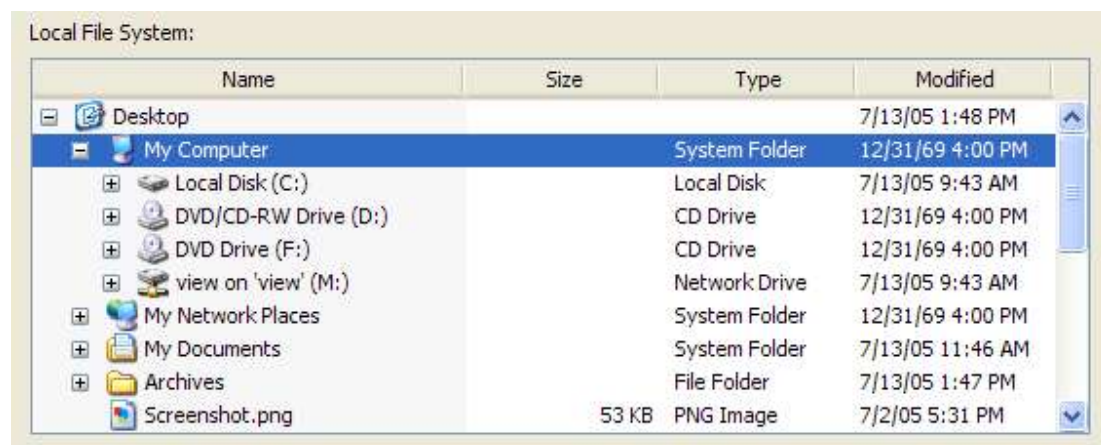 Local File System:
Name Size Type Modified
Desktop 7/13/05 1:48 PM
My Computer System Folder 12/31/69 4:00 PM
Local Disk (C:) Local Disk 7/13/05 9:43 AM
DVD/CD-RW Drive (D:) CD Drive 12/31/69 4:00 PM
DVD Drive (F:) CD Drive 12/31/69 4:00 PM
view on 'view' (M:) Network Drive 7/13/05 9:43 AM
My Network Places System Folder 12/31/69 4:00 PM
My Documents System Folder 7/13/05 11:46 AM
Archives File Folder 7/13/05 1:47 PM
Screenshot.png 53 KB PNG Image 7/2/05 5:31 PM